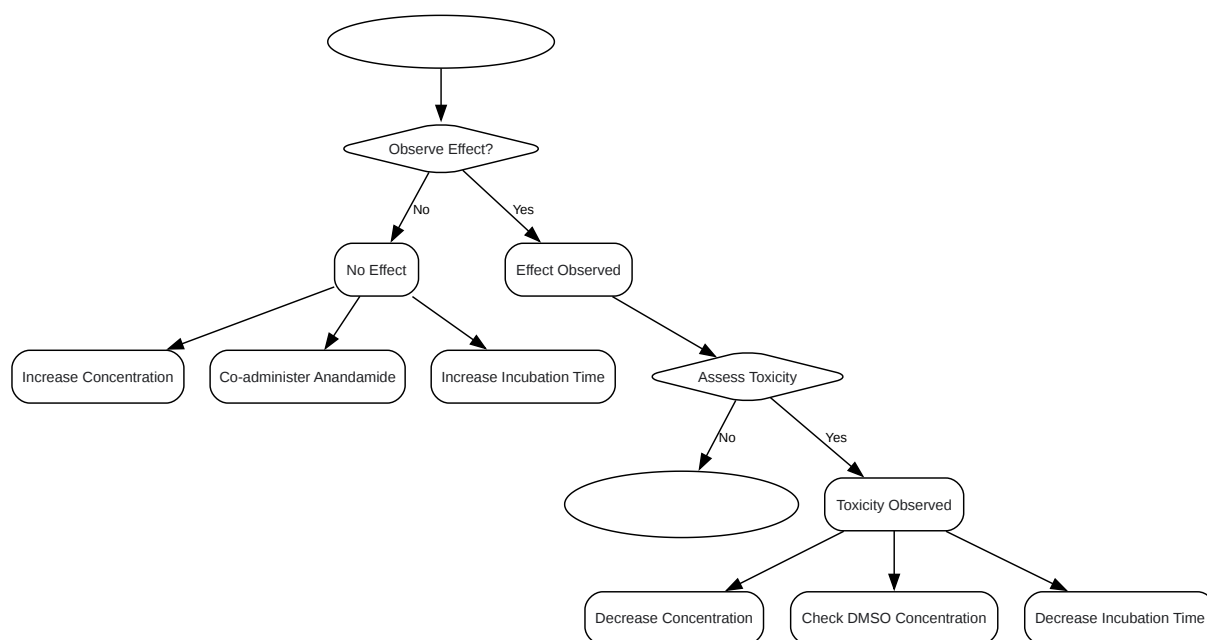 Observe Effect?
No
Yes
No Effect
Effect Observed
Increase Concentration
Co-administer Anandamide
Increase Incubation Time
Assess Toxicity
No
Yes
Toxicity Observed
Decrease Concentration
Check DMSO Concentration
Decrease Incubation Time